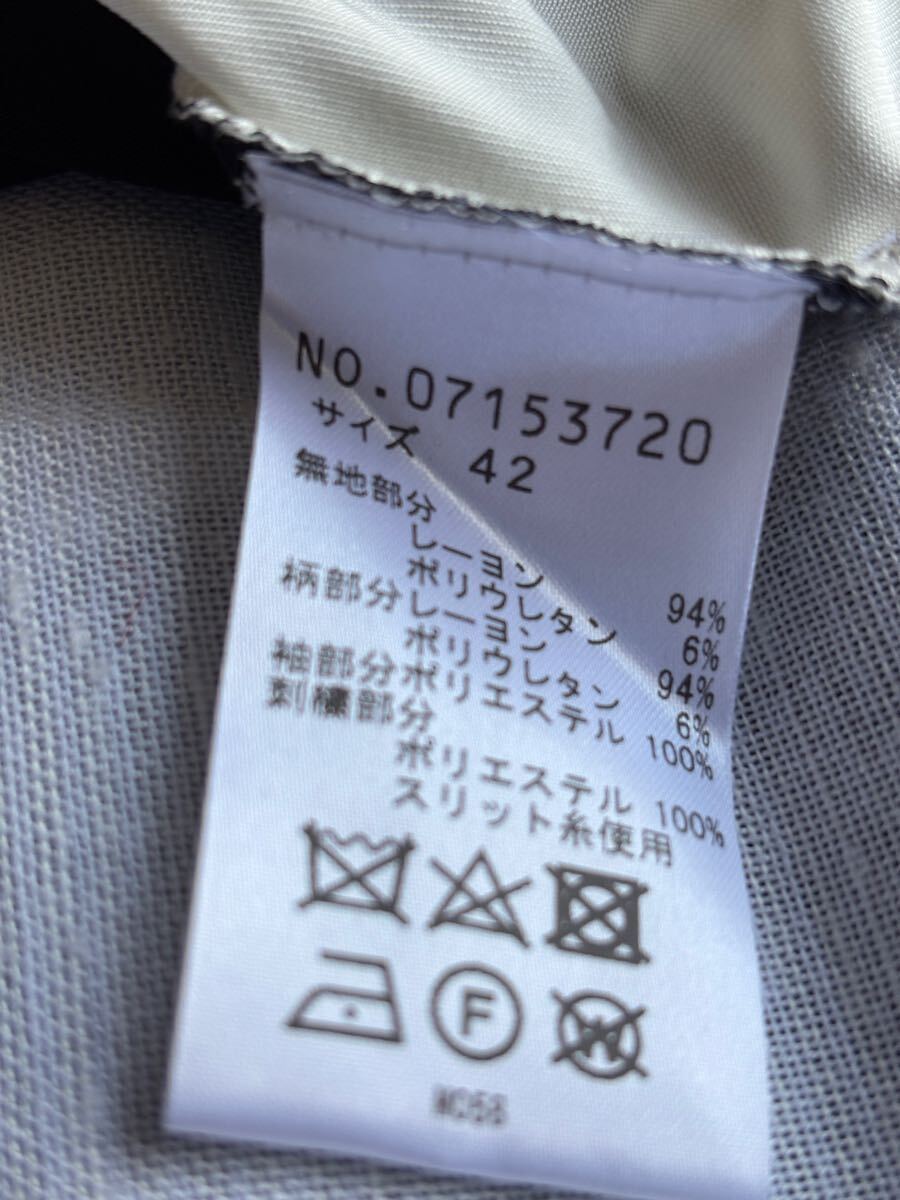 NO.07153720
サイズ 42
無地部分
レーヨン 94%
ポリウレタン 6%
柄部分レーヨン 94%
ポリウレタン 6%
袖部分ポリエステル 100%
刺繍部分
ポリエステル 100%
スリット糸使用
F
W
WC58